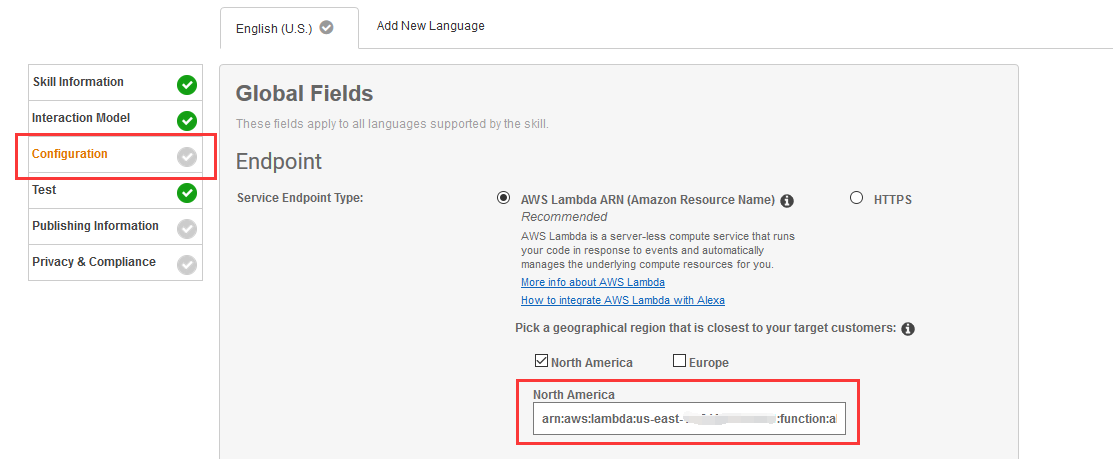 English (U.S.)
Add New Language
Skill Information
Interaction Model
Configuration
Test
Publishing Information
Privacy & Compliance
Global Fields
These fields apply to all languages supported by the skill.
Endpoint
Service Endpoint Type:
AWS Lambda ARN (Amazon Resource Name)
HTTPS
Recommended
AWS Lambda is a server-less compute service that runs
your code in response to events and automatically
manages the underlying compute resources for you.
More info about AWS Lambda
How to integrate AWS Lambda with Alexa
Pick a geographical region that is closest to your target customers:
North America
Europe
North America
arn:aws:lambda:us-east- :function:a